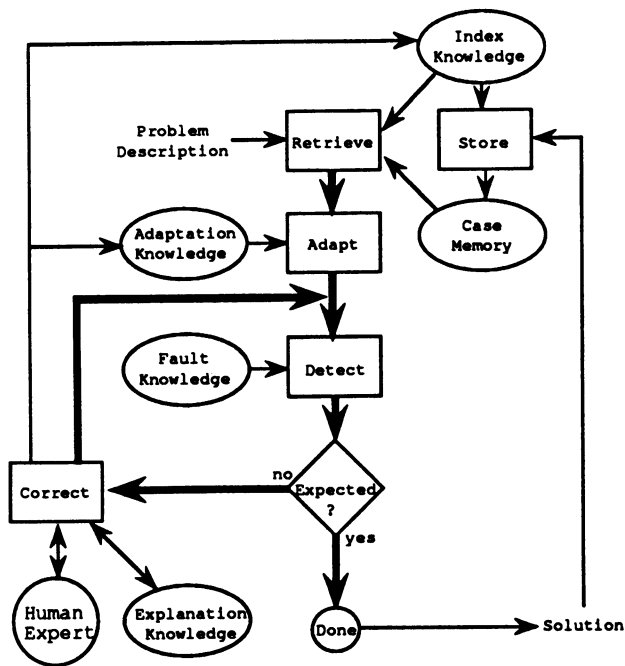 Index
Knowledge
Problem
Description
Retrieve
Store
Adaptation
Knowledge
Adapt
Case
Memory
Fault
Knowledge
Detect
no
Expected
?
yes
Correct
Human
Expert
Explanation
Knowledge
Done
Solution